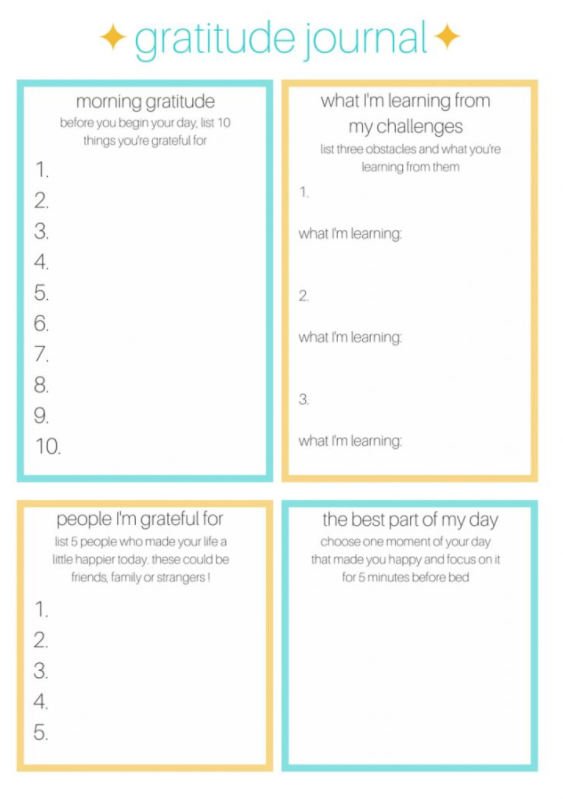 gratitude journal
morning gratitude
before you begin your day, list 10
things you're grateful for
1.
2.
3.
4.
5.
6.
7.
8.
9.
10.
what I'm learning from
my challenges
list three obstacles and what you're
learning from them
1.
what I'm learning:
2.
what I'm learning:
3.
what I'm learning:
people I'm grateful for
list 5 people who made your life a
little happier today. these could be
friends, family or strangers !
1.
2.
3.
4.
5.
the best part of my day
choose one moment of your day
that made you happy and focus on it
for 5 minutes before bed